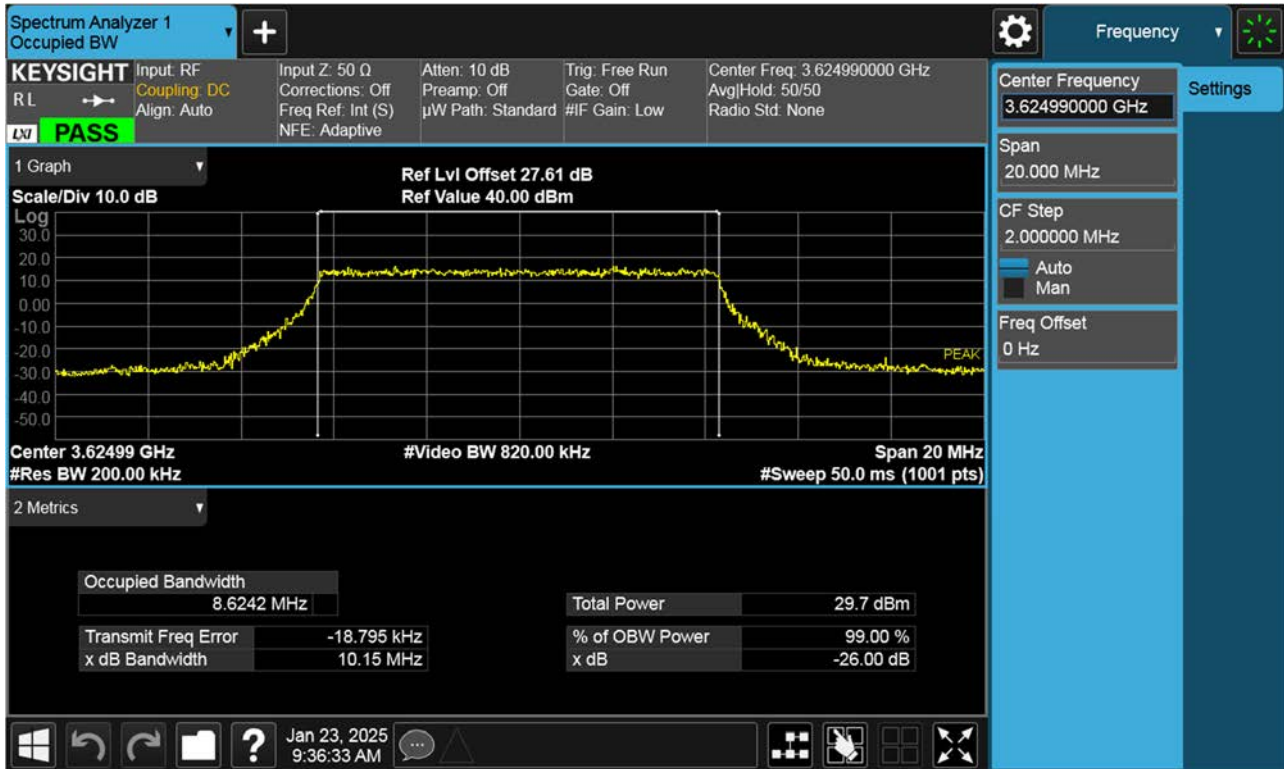 Spectrum Analyzer 1
Occupied BW
Frequency
KEYSIGHT
R L
LXI
PASS
Input: RF
Coupling: DC
Align: Auto
Input Z: 50 Ω
Corrections: Off
Freq Ref: Int (S)
NFE: Adaptive
Atten: 10 dB
Preamp: Off
µW Path: Standard
Trig: Free Run
Gate: Off
#IF Gain: Low
Center Freq: 3.624990000 GHz
Avg|Hold: 50/50
Radio Std: None
Center Frequency
3.624990000 GHz
Settings
Span
20.000 MHz
CF Step
2.000000 MHz
Auto
Man
Freq Offset
0 Hz
1 Graph
Scale/Div 10.0 dB
Ref Lvl Offset 27.61 dB
Ref Value 40.00 dBm
Log
30.0
20.0
10.0
0.00
-10.0
-20.0
-30.0
-40.0
-50.0
PEAK
Center 3.62499 GHz
#Res BW 200.00 kHz
#Video BW 820.00 kHz
Span 20 MHz
#Sweep 50.0 ms (1001 pts)
2 Metrics
Occupied Bandwidth
8.6242 MHz
Total Power 29.7 dBm
Transmit Freq Error -18.795 kHz
% of OBW Power 99.00 %
x dB Bandwidth 10.15 MHz
x dB -26.00 dB
?
Jan 23, 2025
9:36:33 AM